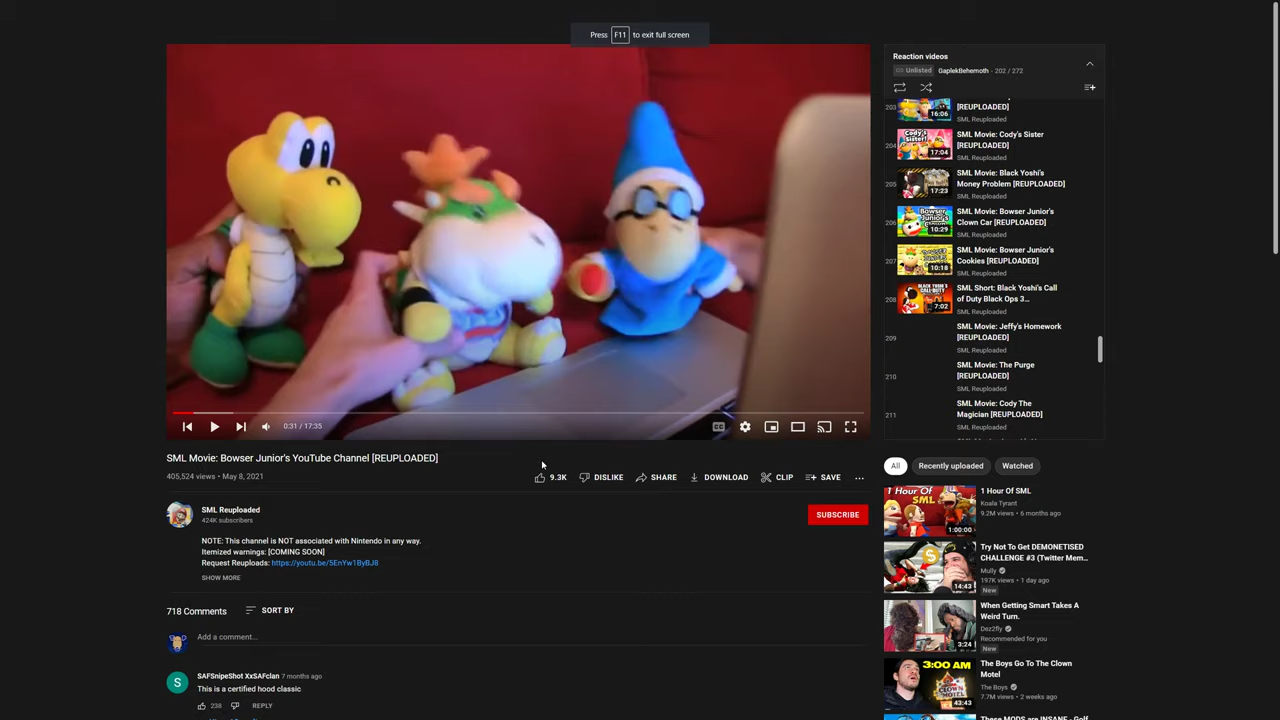 Press F11 to exit full screen
Reaction videos
Unlisted GaplekBehemoth - 202 / 272
203
[REUPLOADED]
SML Reuploaded
16:06
204
SML Movie: Cody's Sister
[REUPLOADED]
SML Reuploaded
Cody's
Sister!
17:04
205
SML Movie: Black Yoshi's
Money Problem [REUPLOADED]
SML Reuploaded
17:23
206
SML Movie: Bowser Junior's
Clown Car [REUPLOADED]
SML Reuploaded
10:29
207
SML Movie: Bowser Junior's
Cookies [REUPLOADED]
SML Reuploaded
10:18
208
SML Short: Black Yoshi's Call
of Duty Black Ops 3...
SML Reuploaded
7:02
209
SML Movie: Jeffy's Homework
[REUPLOADED]
SML Reuploaded
210
SML Movie: The Purge
[REUPLOADED]
SML Reuploaded
211
SML Movie: Cody The
Magician [REUPLOADED]
0:31 / 17:35
CC
SML Movie: Bowser Junior's YouTube Channel [REUPLOADED]
405,524 views • May 8, 2021
9.3K DISLIKE SHARE DOWNLOAD CLIP SAVE ...
SML Reuploaded
424K subscribers
SUBSCRIBE
NOTE: This channel is NOT associated with Nintendo in any way.
Itemized warnings: [COMING SOON]
Request Reuploads: https://youtu.be/5EnYw1ByBJ8
SHOW MORE
718 Comments SORT BY
Add a comment...
S
SAFSnipeShot XxSAFclan 7 months ago
This is a certified hood classic
238 REPLY
All Recently uploaded Watched
1 Hour Of
SML
1:00:00
1 Hour Of SML
Koala Tyrant
9.2M views • 6 months ago
14:43
Try Not To Get DEMONETISED
CHALLENGE #3 (Twitter Mem...
Mully
197K views • 1 day ago
New
3:24
When Getting Smart Takes A
Weird Turn.
Dez2fly
Recommended for you
New
3:00 AM
CLOWN
MOTEL
43:43
The Boys Go To The Clown
Motel
The Boys
7.7M views • 2 weeks ago
These MODS are INSANE - Golf